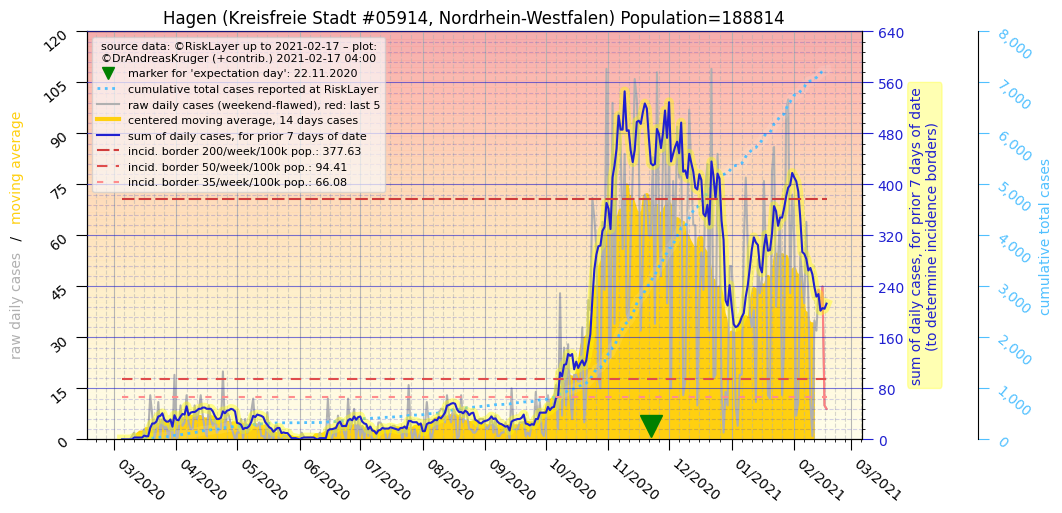 Hagen (Kreisfreie Stadt #05914, Nordrhein-Westfalen) Population=188814
source data: ©RiskLayer up to 2021-02-17 – plot:
©DrAndreasKruger (+contrib.) 2021-02-17 04:00
marker for 'expectation day': 22.11.2020
cumulative total cases reported at RiskLayer
raw daily cases (weekend-flawed), red: last 5
centered moving average, 14 days cases
sum of daily cases, for prior 7 days of date
incid. border 200/week/100k pop.: 377.63
incid. border 50/week/100k pop.: 94.41
incid. border 35/week/100k pop.: 66.08
raw daily cases / moving average
120
105
90
75
60
45
30
15
0
03/2020
04/2020
05/2020
06/2020
07/2020
08/2020
09/2020
10/2020
11/2020
12/2020
01/2021
02/2021
03/2021
640
560
480
400
320
240
160
80
0
sum of daily cases, for prior 7 days of date
(to determine incidence borders)
8,000
7,000
6,000
5,000
4,000
3,000
2,000
1,000
0
cumulative total cases